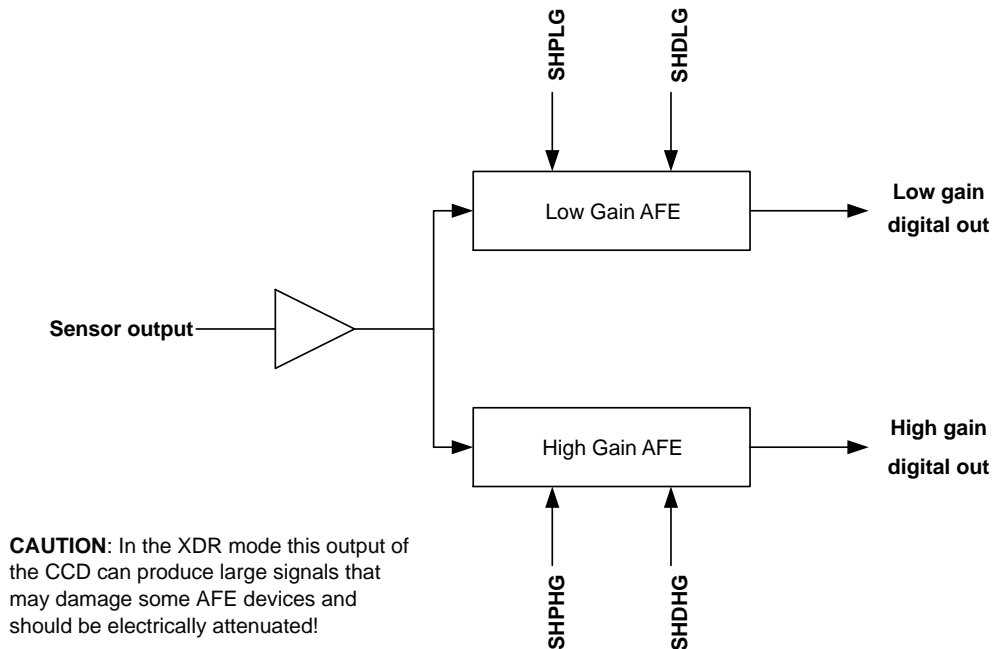 SHPLG
SHDLG
Low Gain AFE
Low gain
digital out
Sensor output
High Gain AFE
High gain
digital out
SHPHG
SHDHG
CAUTION: In the XDR mode this output of
the CCD can produce large signals that
may damage some AFE devices and
should be electrically attenuated!